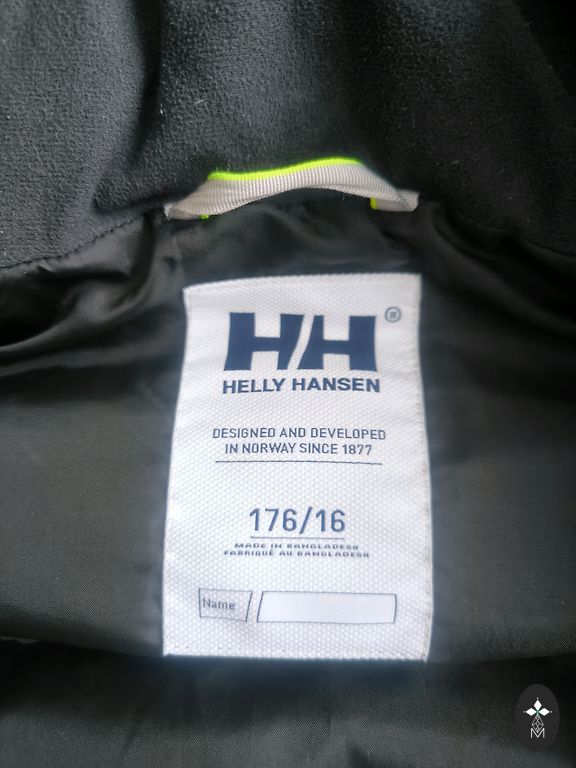 HH®
HELLY HANSEN
DESIGNED AND DEVELOPED
IN NORWAY SINCE 1877
176/16
MADE IN BANGLADESH
FABRIQUÉ AU BANGLADESH
Name
M